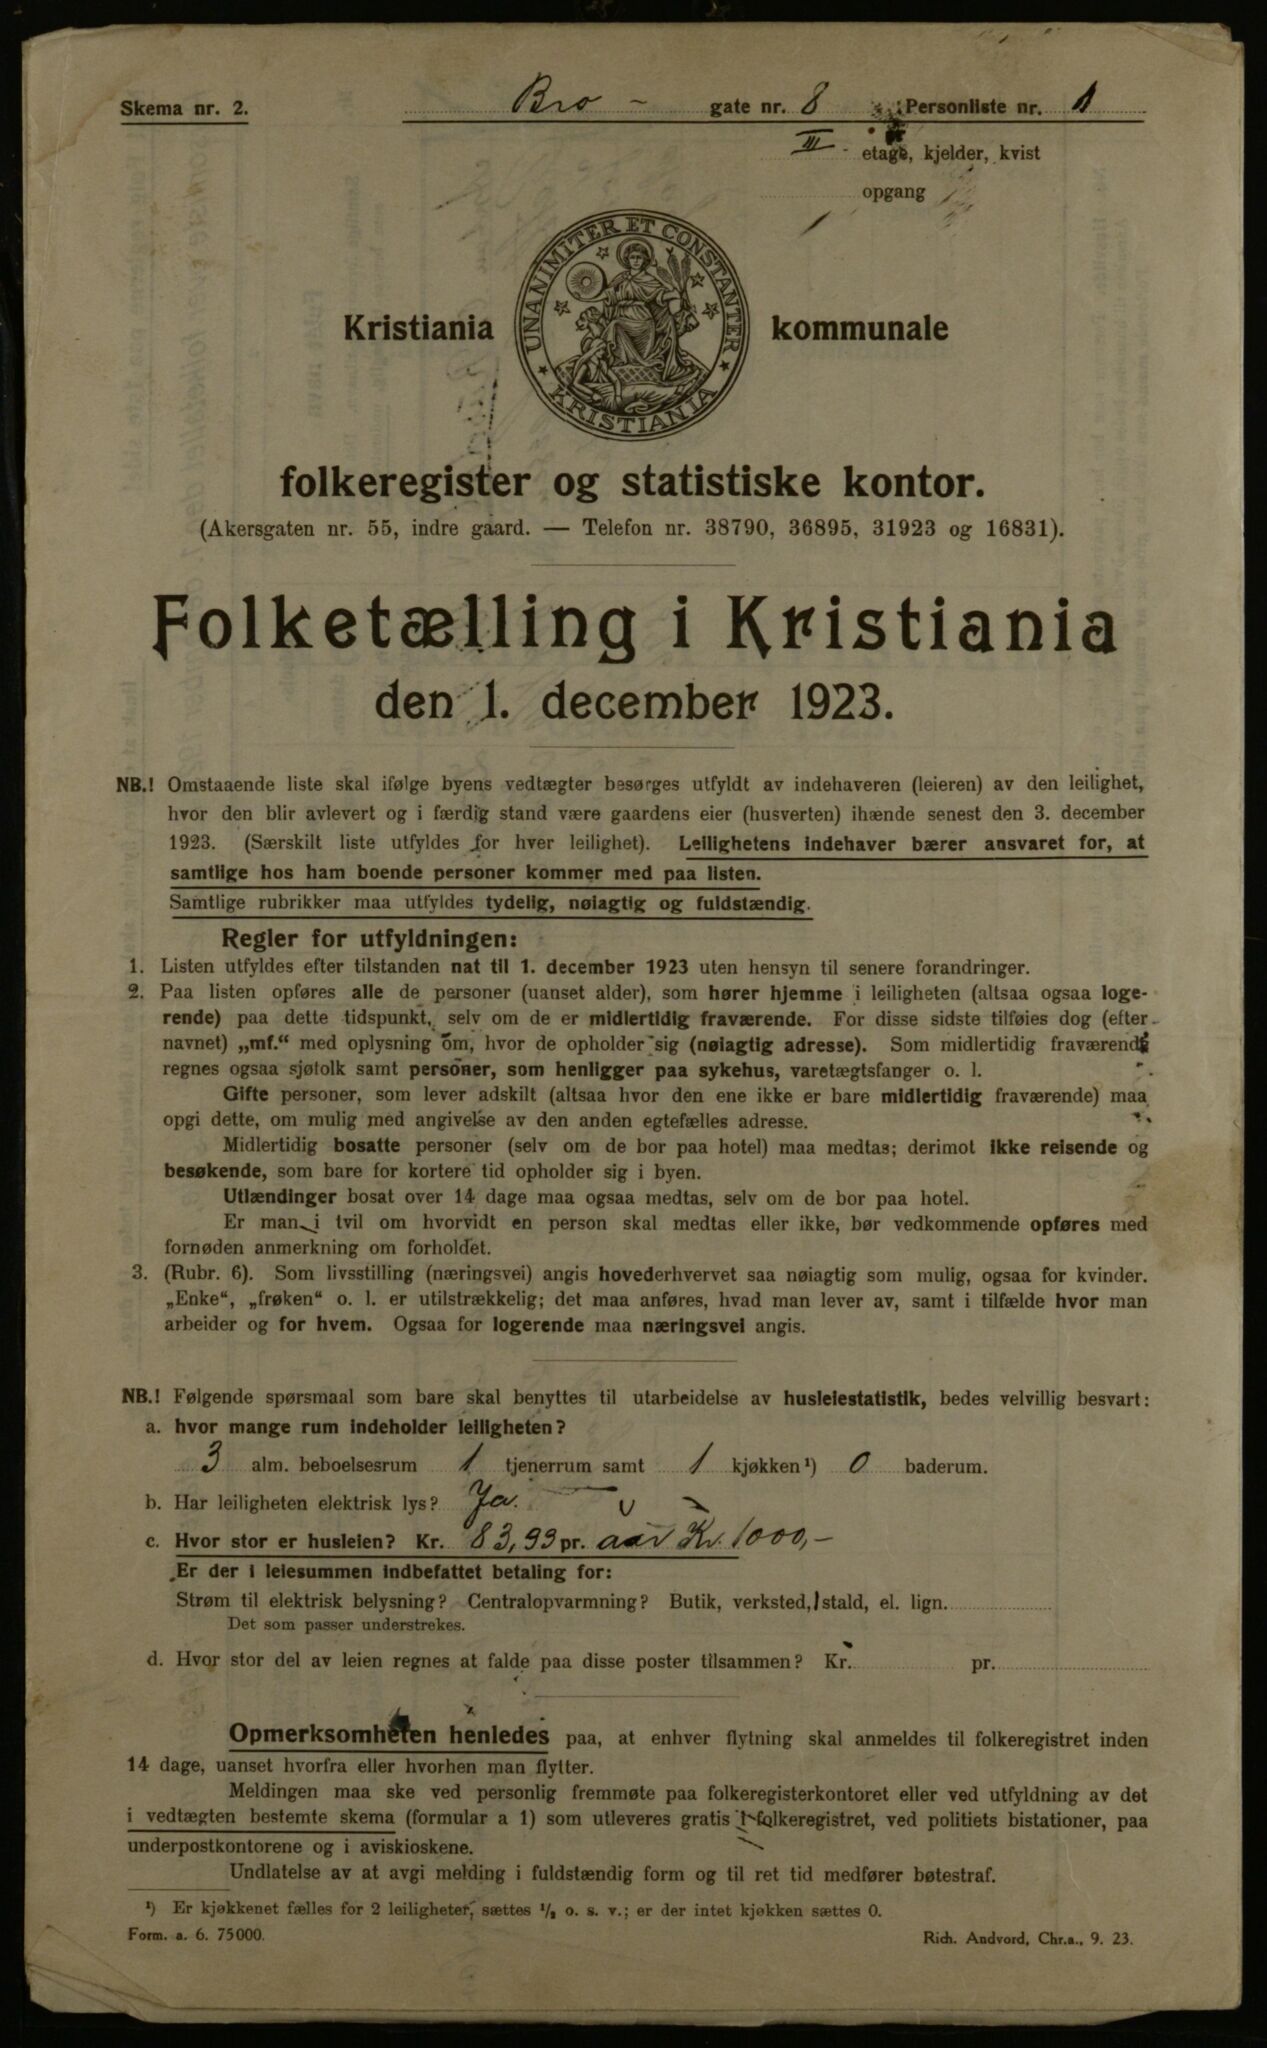 Skema nr. 2. Bro - gate nr. 8 Personliste nr. 1
III etage, kjelder, kvist
opgang
UNANIMITER ET CONSTANTER
KRISTIANIA
Kristiania kommunale
folkeregister og statistiske kontor.
(Akersgaten nr. 55, indre gaard. — Telefon nr. 38790, 36895, 31923 og 16831).
Folketælling i Kristiania
den 1. december 1923.
NB.! Omstaaende liste skal ifølge byens vedtægter besørges utfyldt av indehaveren (leieren) av den leilighet,
hvor den blir avlevert og i færdig stand være gaardens eier (husverten) ihænde senest den 3. december
1923. (Særskilt liste utfyldes for hver leilighet). Leilighetens indehaver bærer ansvaret for, at
samtlige hos ham boende personer kommer med paa listen.
Samtlige rubrikker maa utfyldes tydelig, nøiagtig og fuldstændig.
Regler for utfyldningen:
1. Listen utfyldes efter tilstanden nat til 1. december 1923 uten hensyn til senere forandringer.
2. Paa listen opføres alle de personer (uanset alder), som hører hjemme i leiligheten (altsaa ogsaa loge-
rende) paa dette tidspunkt, selv om de er midlertidig fraværende. For disse sidste tilføies dog (efter
navnet) „mf.“ med oplysning om, hvor de opholder sig (nøiagtig adresse). Som midlertidig fraværende
regnes ogsaa sjøfolk samt personer, som henligger paa sykehus, varetægtsfanger o. l.
Gifte personer, som lever adskilt (altsaa hvor den ene ikke er bare midlertidig fraværende) maa
opgi dette, om mulig med angivelse av den anden egtefælles adresse.
Midlertidig bosatte personer (selv om de bor paa hotel) maa medtas; derimot ikke reisende og
besøkende, som bare for kortere tid opholder sig i byen.
Utlændinger bosat over 14 dage maa ogsaa medtas, selv om de bor paa hotel.
Er man i tvil om hvorvidt en person skal medtas eller ikke, bør vedkommende opføres med
fornøden anmerkning om forholdet.
3. (Rubr. 6). Som livsstilling (næringsvei) angis hovederhvervet saa nøiagtig som mulig, ogsaa for kvinder.
„Enke“, „frøken“ o. l. er utilstrækkelig; det maa anføres, hvad man lever av, samt i tilfælde hvor man
arbeider og for hvem. Ogsaa for logerende maa næringsvei angis.
NB.! Følgende spørsmaal som bare skal benyttes til utarbeidelse av husleiestatistik, bedes velvillig besvart:
a. hvor mange rum indeholder leiligheten?
3 alm. beboelsesrum 1 tjenerrum samt 1 kjøkken¹) 0 baderum.
b. Har leiligheten elektrisk lys? Ja.
c. Hvor stor er husleien? Kr. 83,99 pr. aar Kr. 1000,-
Er der i leiesummen indbefattet betaling for:
Strøm til elektrisk belysning? Centralopvarmning? Butik, verksted, stald, el. lign.
Det som passer understrekes.
d. Hvor stor del av leien regnes at falde paa disse poster tilsammen? Kr. pr.
Opmerksomheten henledes paa, at enhver flytning skal anmeldes til folkeregistret inden
14 dage, uanset hvorfra eller hvorhen man flytter.
Meldingen maa ske ved personlig fremmøte paa folkeregisterkontoret eller ved utfyldning av det
i vedtægten bestemte skema (formular a 1) som utleveres gratis i folkeregistret, ved politiets bistationer, paa
underpostkontorene og i aviskioskene.
Undlatelse av at avgi melding i fuldstændig form og til ret tid medfører bøtestraf.
¹) Er kjøkkenet fælles for 2 leiligheter, sættes ½ o. s. v.; er der intet kjøkken sættes 0.
Form. a. 6. 75000. Rich. Andvord, Chr.a., 9. 23.